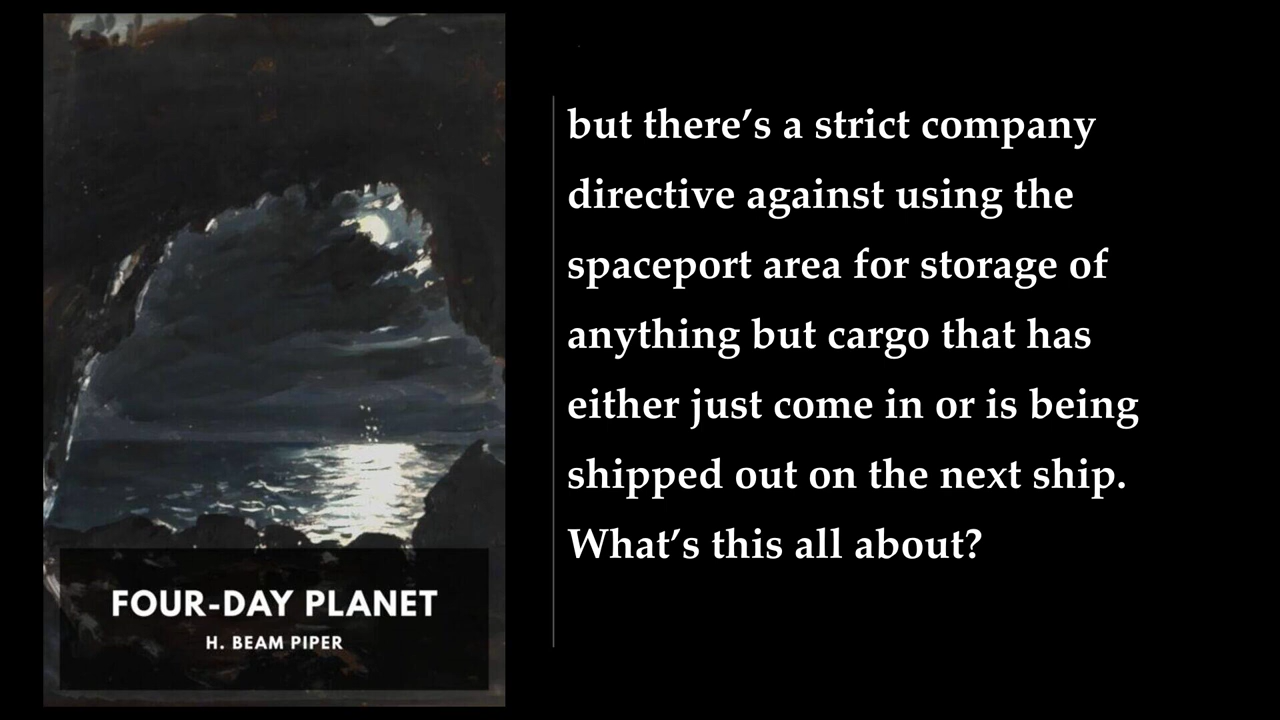 FOUR-DAY PLANET
H. BEAM PIPER
but there’s a strict company
directive against using the
spaceport area for storage of
anything but cargo that has
either just come in or is being
shipped out on the next ship.
What’s this all about?